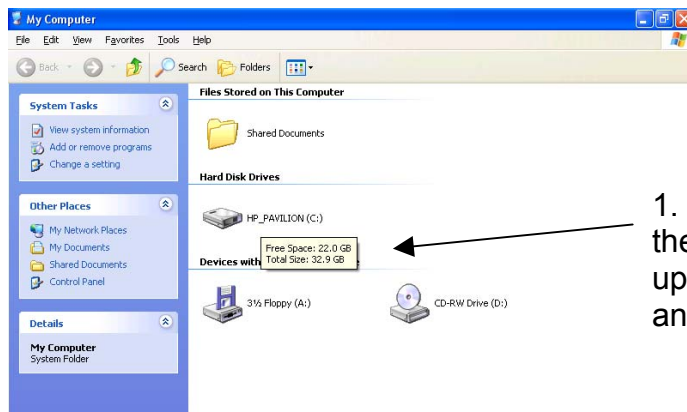 My Computer
File Edit View Favorites Tools Help
Back Search Folders
System Tasks
View system information
Add or remove programs
Change a setting
Other Places
My Network Places
My Documents
Shared Documents
Control Panel
Details
My Computer
System Folder
Files Stored on This Computer
Shared Documents
Hard Disk Drives
HP_PAVILION (C:)
Free Space: 22.0 GB
Total Size: 32.9 GB
Devices with
3½ Floppy (A:)
CD-RW Drive (D:)
1.
the
up
an